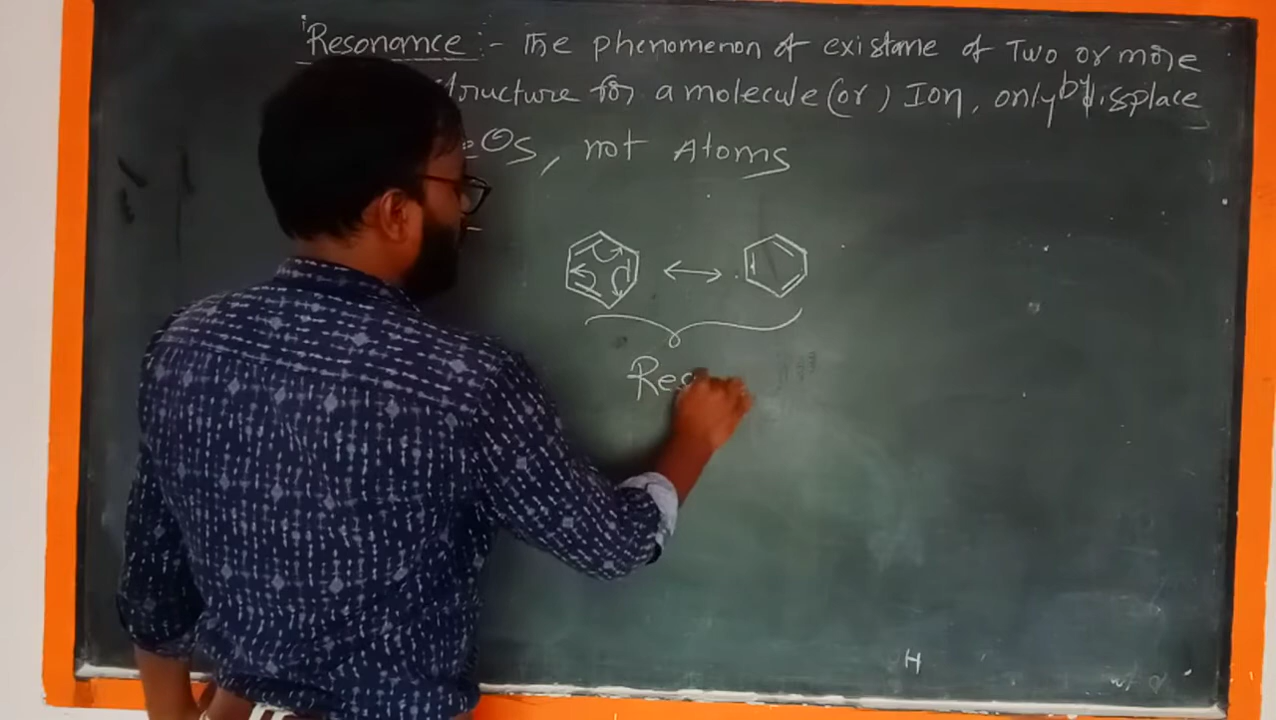 Resonance :- The phenomenon of existane of Two or more
structure for a molecule (or) Ion, only by displace
not Atoms
Res
H